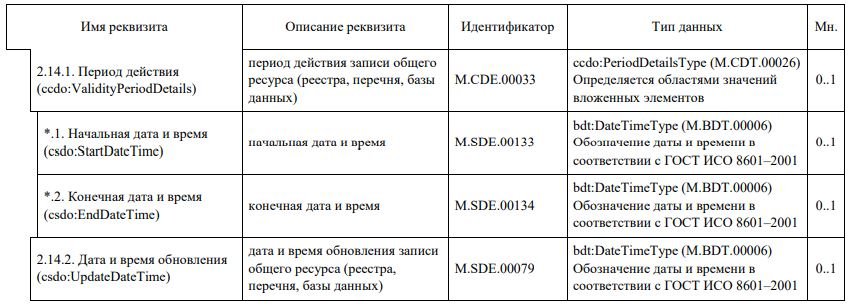 Имя реквизита
Описание реквизита
Идентификатор
Тип данных
Мн.
2.14.1. Период действия
(ccdo:ValidityPeriodDetails)
период действия записи общего
ресурса (реестра, перечня, базы
данных)
M.CDE.00033
ccdo:PeriodDetailsType (M.CDT.00026)
Определяется областями значений
вложенных элементов
0..1
*.1. Начальная дата и время
(csdo:StartDateTime)
начальная дата и время
M.SDE.00133
bdt:DateTimeType (M.BDT.00006)
Обозначение даты и времени в
соответствии с ГОСТ ИСО 8601–2001
0..1
*.2. Конечная дата и время
(csdo:EndDateTime)
конечная дата и время
M.SDE.00134
bdt:DateTimeType (M.BDT.00006)
Обозначение даты и времени в
соответствии с ГОСТ ИСО 8601–2001
0..1
2.14.2. Дата и время обновления
(csdo:UpdateDateTime)
дата и время обновления записи
общего ресурса (реестра,
перечня, базы данных)
M.SDE.00079
bdt:DateTimeType (M.BDT.00006)
Обозначение даты и времени в
соответствии с ГОСТ ИСО 8601–2001
0..1